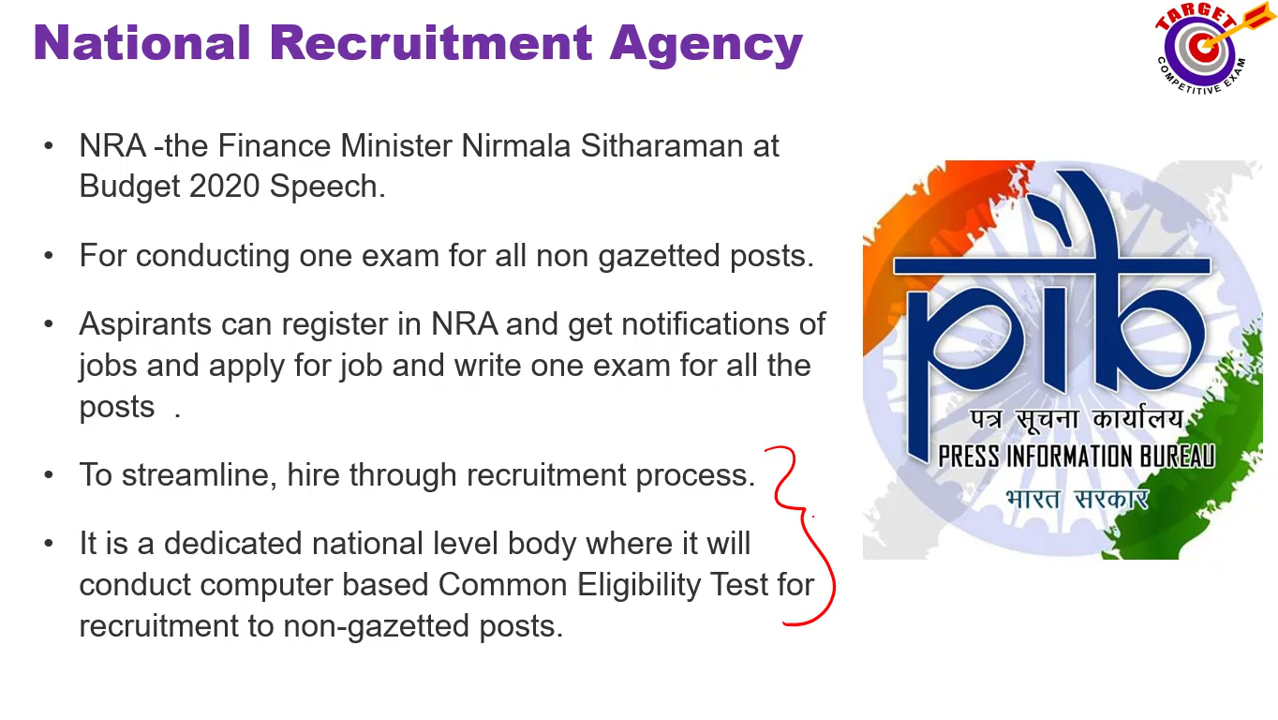 National Recruitment Agency
TARGET
COMPETITIVE EXAM
• NRA -the Finance Minister Nirmala Sitharaman at
Budget 2020 Speech.
• For conducting one exam for all non gazetted posts.
• Aspirants can register in NRA and get notifications of
jobs and apply for job and write one exam for all the
posts .
• To streamline, hire through recruitment process.
• It is a dedicated national level body where it will
conduct computer based Common Eligibility Test for
recruitment to non-gazetted posts.
pib
पत्र सूचना कार्यालय
PRESS INFORMATION BUREAU
भारत सरकार